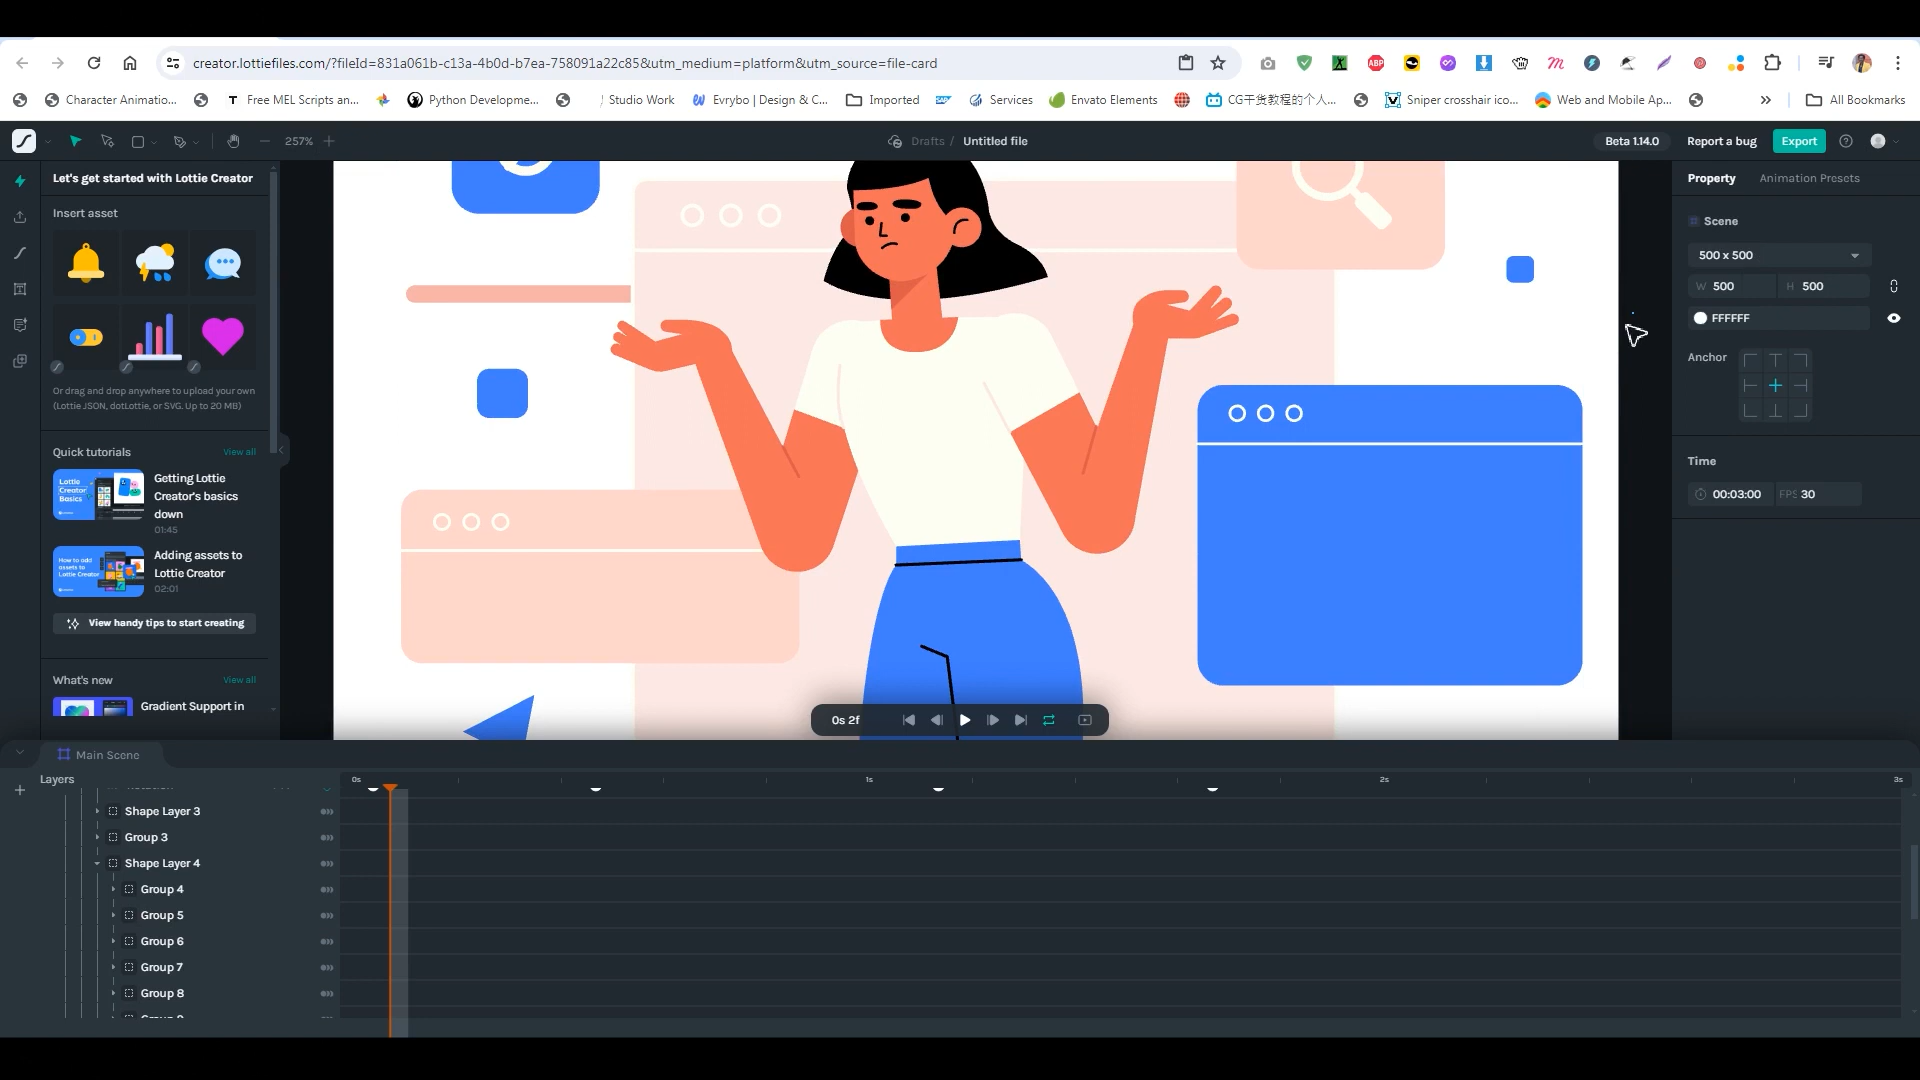 creator.lottiefiles.com/?fileId=831a061b-c13a-4b0d-b7ea-758091a22c85&utm_medium=platform&utm_source=file-card
Character Animatio...
Free MEL Scripts an...
Python Developme...
Studio Work
Evrybo | Design & C...
Imported
Services
Envato Elements
CG干货教程的个人...
Sniper crosshair ico...
Web and Mobile Ap...
All Bookmarks
257%
Drafts / Untitled file
Beta 1.14.0
Report a bug
Export
Let's get started with Lottie Creator
Insert asset
Or drag and drop anywhere to upload your own
(Lottie JSON, dotLottie, or SVG. Up to 20 MB)
Quick tutorials
View all
Getting Lottie
Creator's basics
down
01:45
Adding assets to
Lottie Creator
02:01
View handy tips to start creating
What's new
View all
Gradient Support in
Property
Animation Presets
Scene
500 x 500
W 500
H 500
FFFFFF
Anchor
Time
00:03:00
FPS 30
0s 2f
Main Scene
Layers
0s
1s
2s
3s
Shape Layer 3
Group 3
Shape Layer 4
Group 4
Group 5
Group 6
Group 7
Group 8